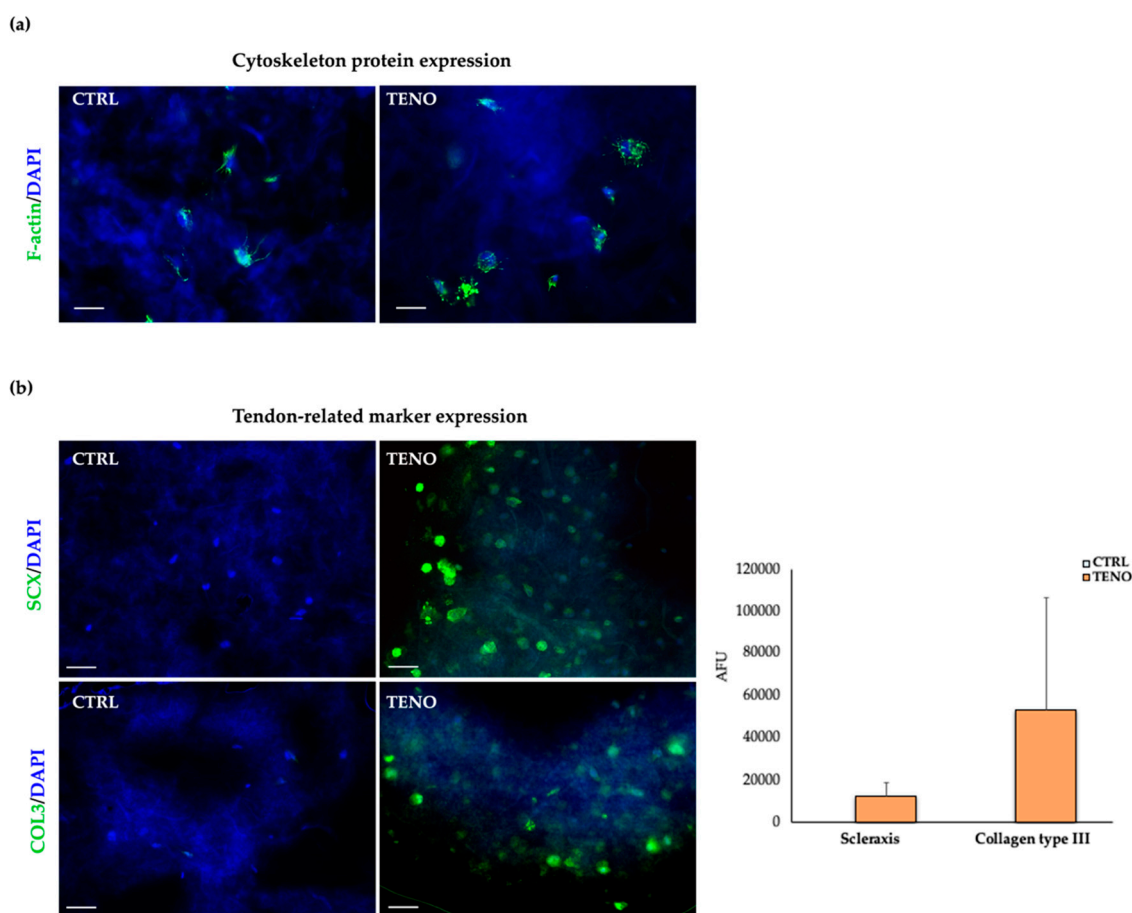 (a)
Cytoskeleton protein expression
F-actin/DAPI
CTRL
TENO
(b)
Tendon-related marker expression
SCX/DAPI
CTRL
TENO
COL3/DAPI
CTRL
TENO
CTRL
TENO
AFU
120000
100000
80000
60000
40000
20000
0
Scleraxis
Collagen type III